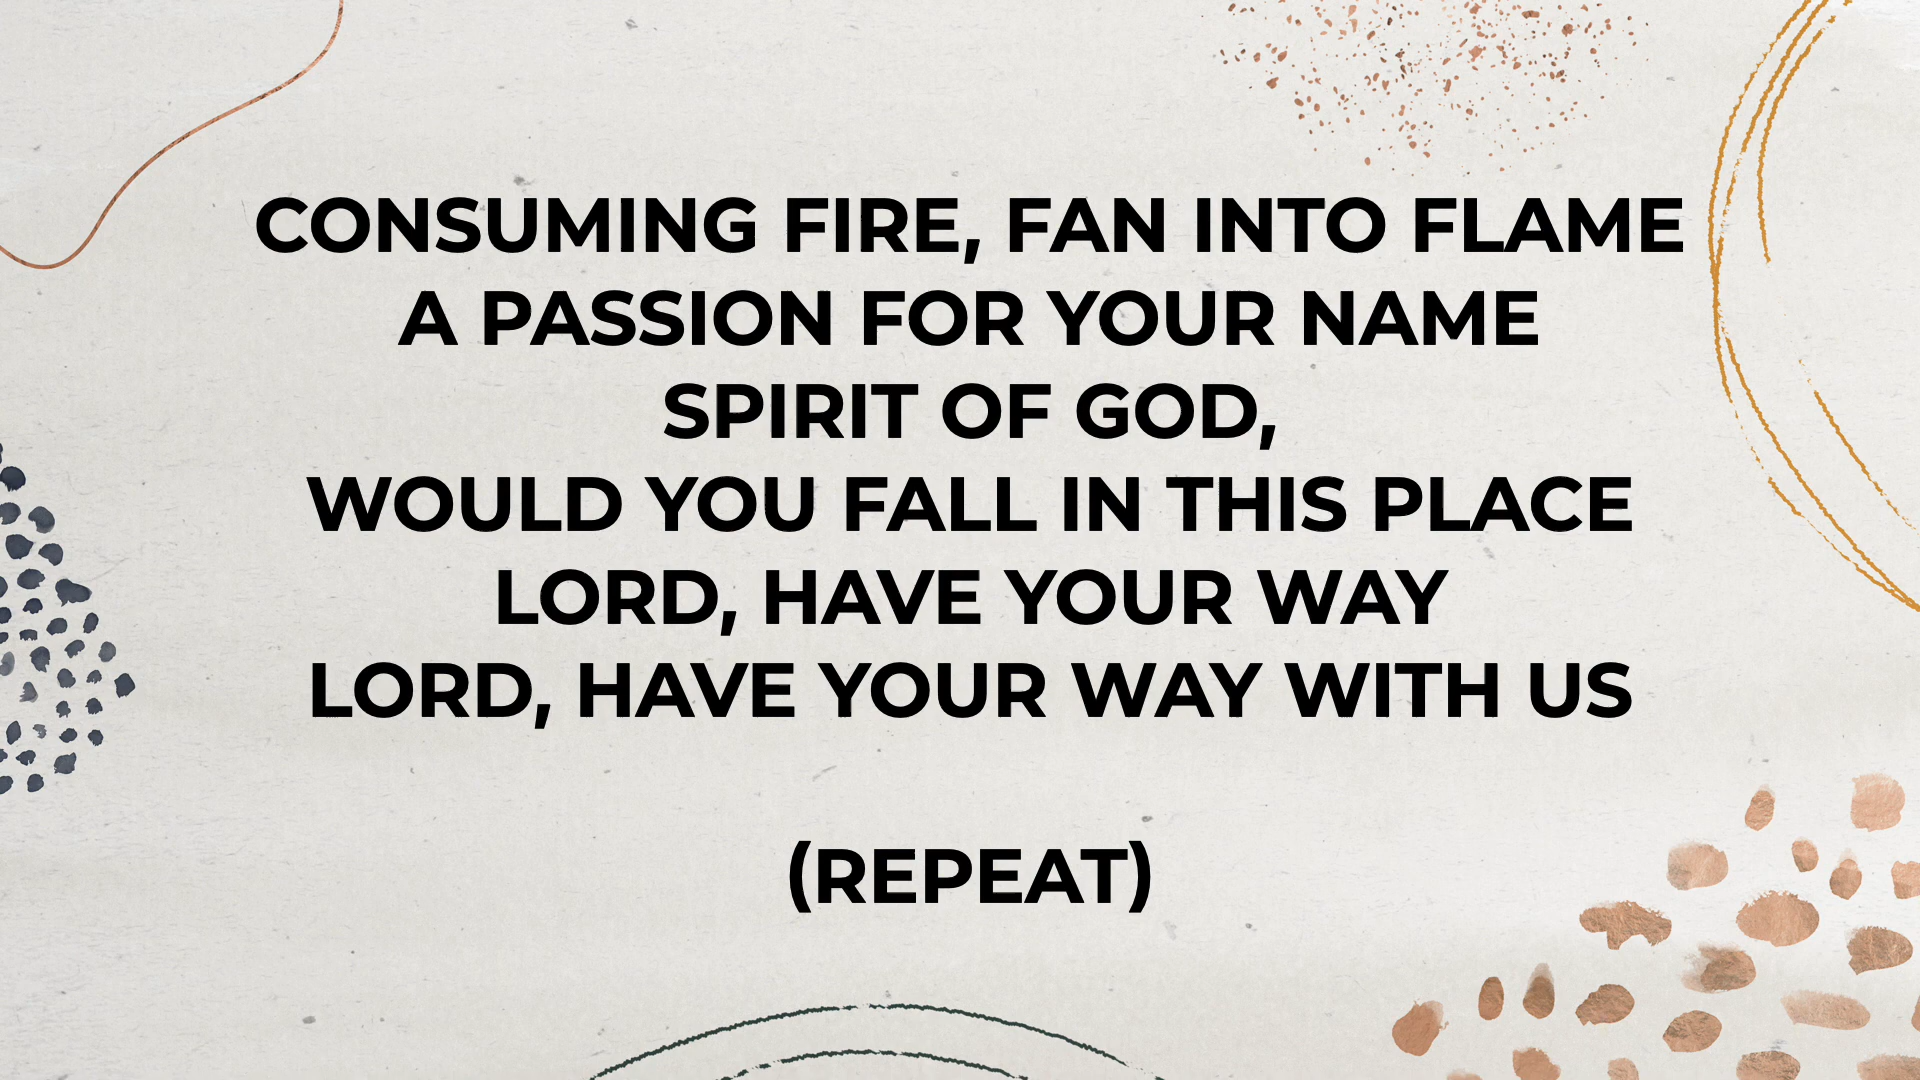 CONSUMING FIRE, FAN INTO FLAME
A PASSION FOR YOUR NAME
SPIRIT OF GOD,
WOULD YOU FALL IN THIS PLACE
LORD, HAVE YOUR WAY
LORD, HAVE YOUR WAY WITH US
(REPEAT)